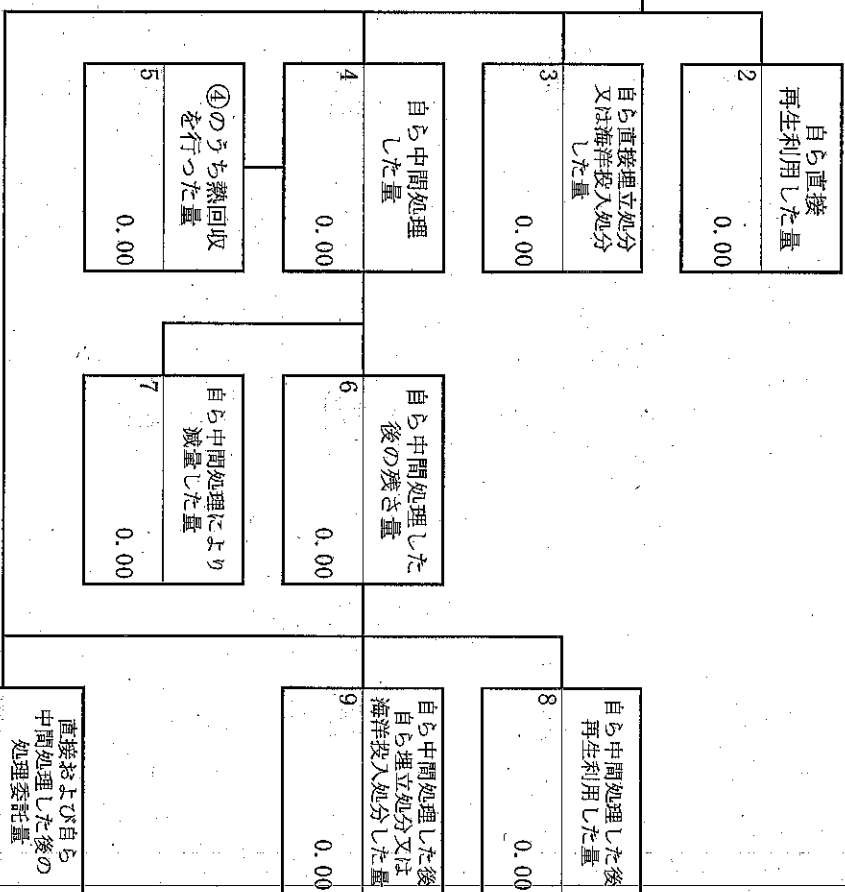 自ら直接
再生利用した量
2
0.00
自ら直接埋立処分
又は海洋投入処分
した量
3
0.00
自ら中間処理
した量
4
0.00
④のうち熱回収
を行った量
5
0.00
自ら中間処理した
後の残さ量
6
0.00
自ら中間処理により
減量した量
7
0.00
自ら中間処理した後
再生利用した量
8
0.00
自ら中間処理した後
自ら埋立処分又は
海洋投入処分した量
9
0.00
直接および自ら
中間処理した後の
処理委託量